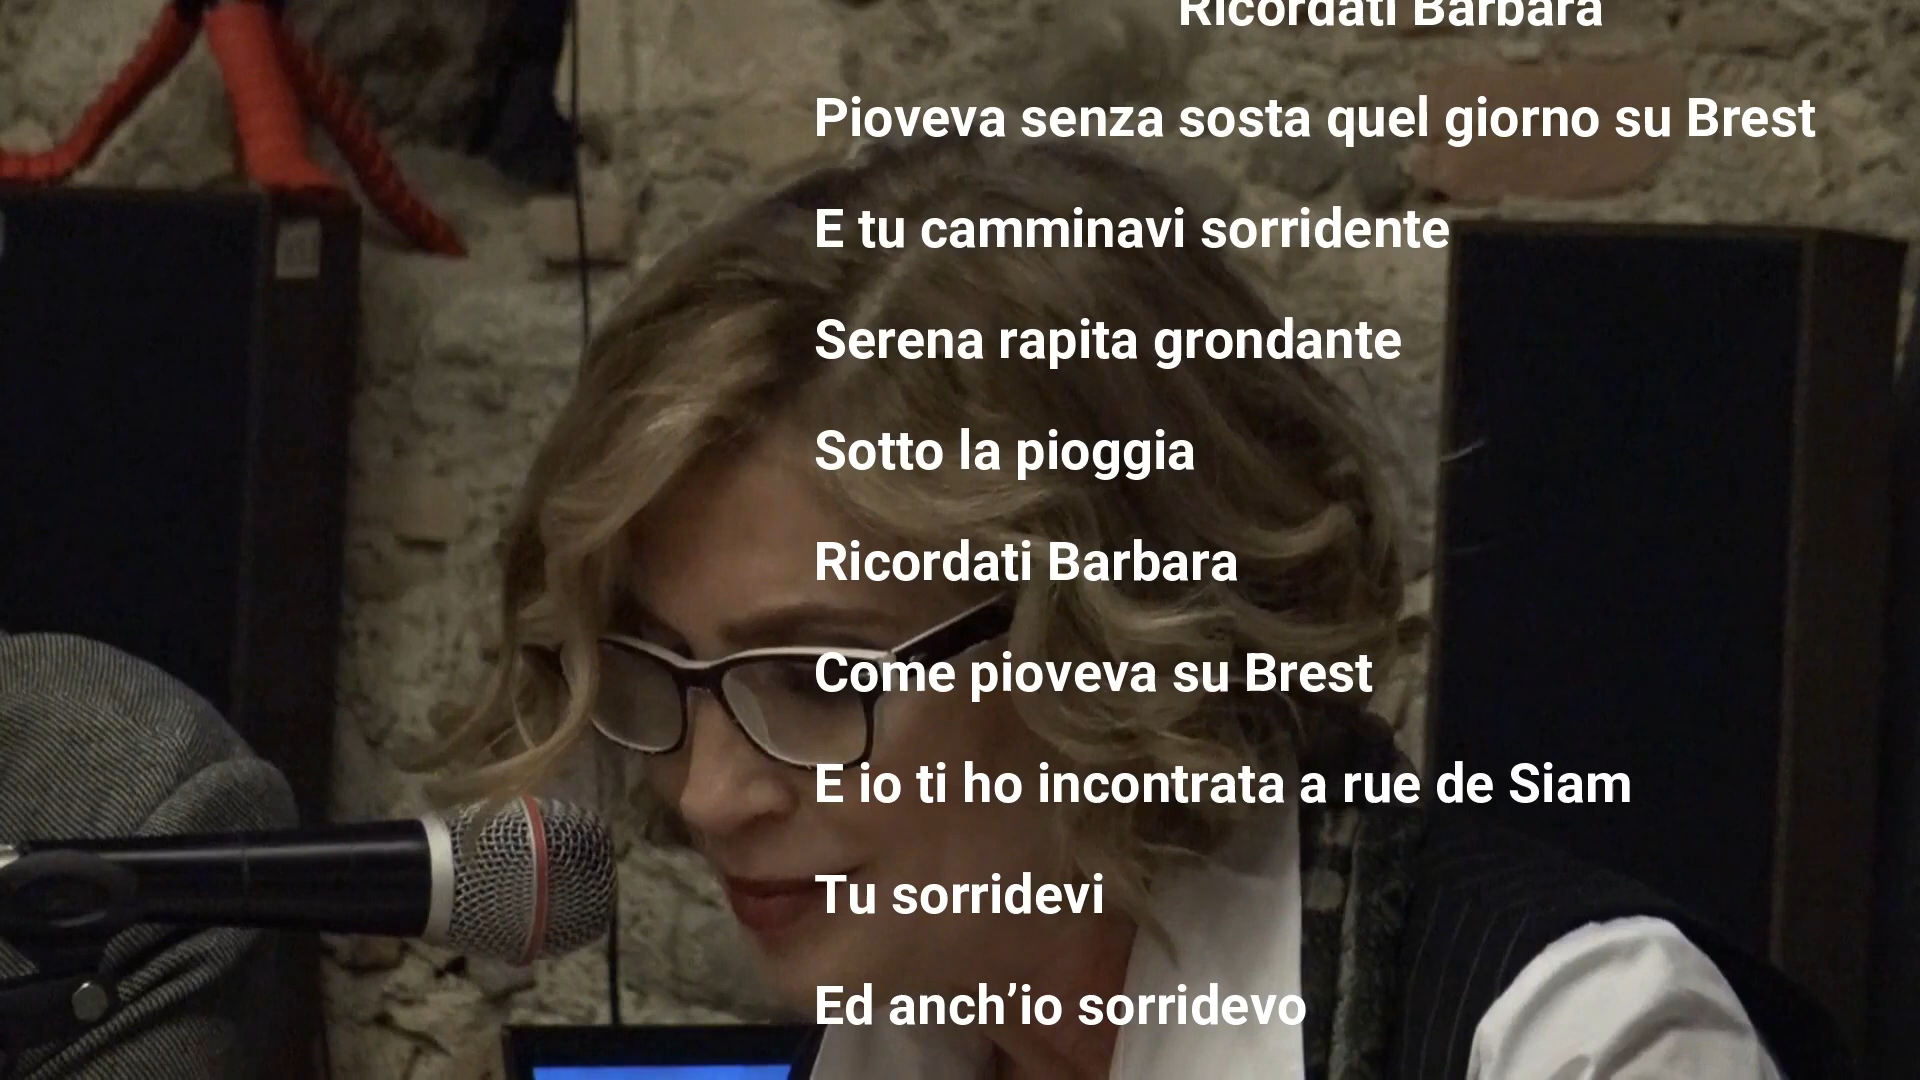 Ricordati Barbara
Pioveva senza sosta quel giorno su Brest
E tu camminavi sorridente
Serena rapita grondante
Sotto la pioggia
Ricordati Barbara
Come pioveva su Brest
E io ti ho incontrata a rue de Siam
Tu sorridevi
Ed anch’io sorridevo